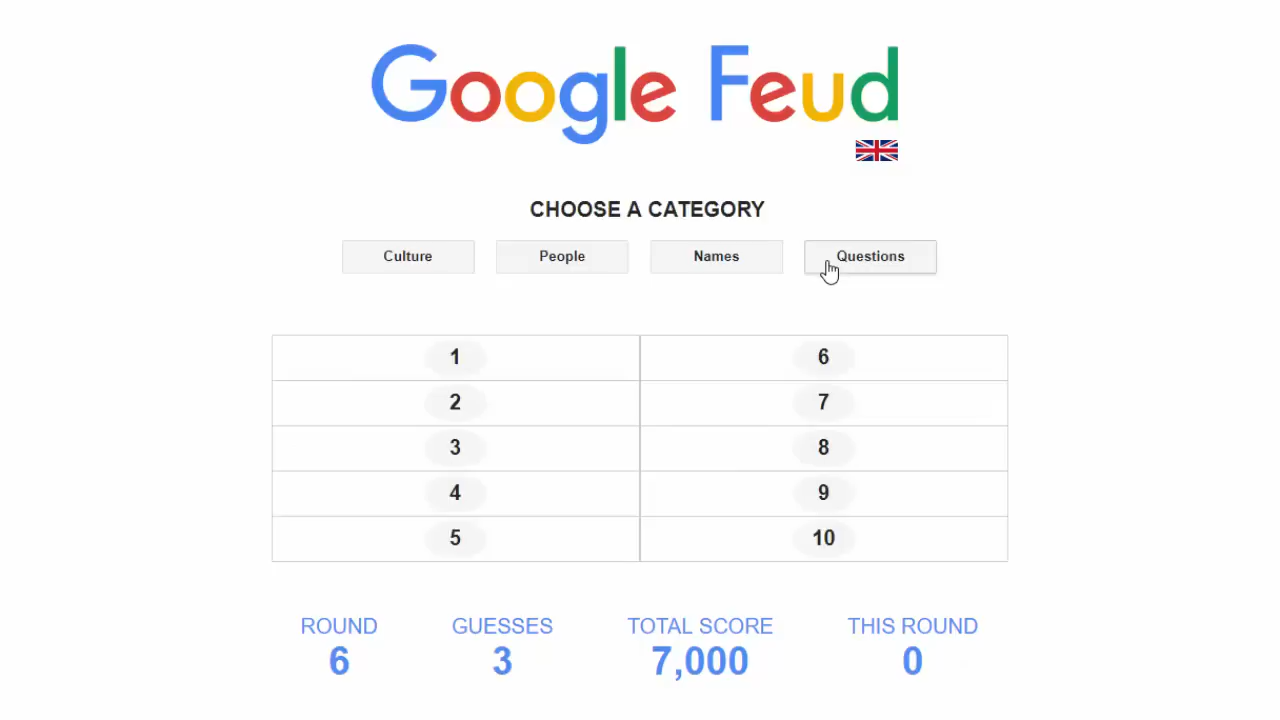 Google Feud
CHOOSE A CATEGORY
Culture People Names Questions
1 6
2 7
3 8
4 9
5 10
ROUND GUESSES TOTAL SCORE THIS ROUND
6 3 7,000 0